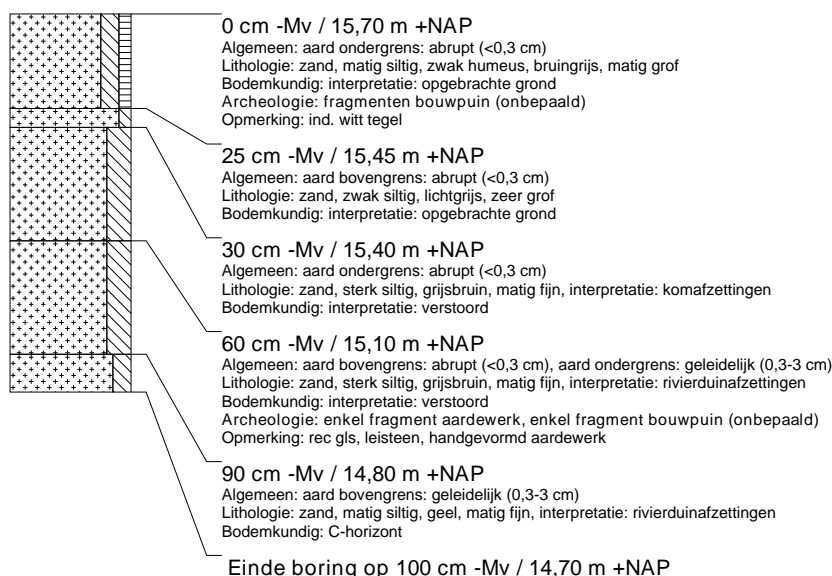 0 cm -Mv / 15,70 m +NAP
Algemeen: aard ondergrens: abrupt (<0,3 cm)
Lithologie: zand, matig siltig, zwak humeus, bruingrijs, matig grof
Bodemkundig: interpretatie: opgebrachte grond
Archeologie: fragmenten bouwpuin (onbepaald)
Opmerking: ind. witt tegel
25 cm -Mv / 15,45 m +NAP
Algemeen: aard bovengrens: abrupt (<0,3 cm)
Lithologie: zand, zwak siltig, lichtgrijs, zeer grof
Bodemkundig: interpretatie: opgebrachte grond
30 cm -Mv / 15,40 m +NAP
Algemeen: aard ondergrens: abrupt (<0,3 cm)
Lithologie: zand, sterk siltig, grijsbruin, matig fijn, interpretatie: komafzettingen
Bodemkundig: interpretatie: verstoord
60 cm -Mv / 15,10 m +NAP
Algemeen: aard bovengrens: abrupt (<0,3 cm), aard ondergrens: geleidelijk (0,3-3 cm)
Lithologie: zand, sterk siltig, grijsbruin, matig fijn, interpretatie: rivierduinafzettingen
Bodemkundig: interpretatie: verstoord
Archeologie: enkel fragment aardewerk, enkel fragment bouwpuin (onbepaald)
Opmerking: rec gls, leisteen, handgevormd aardewerk
90 cm -Mv / 14,80 m +NAP
Algemeen: aard bovengrens: geleidelijk (0,3-3 cm)
Lithologie: zand, matig siltig, geel, matig fijn, interpretatie: rivierduinafzettingen
Bodemkundig: C-horizont
Einde boring op 100 cm -Mv / 14,70 m +NAP